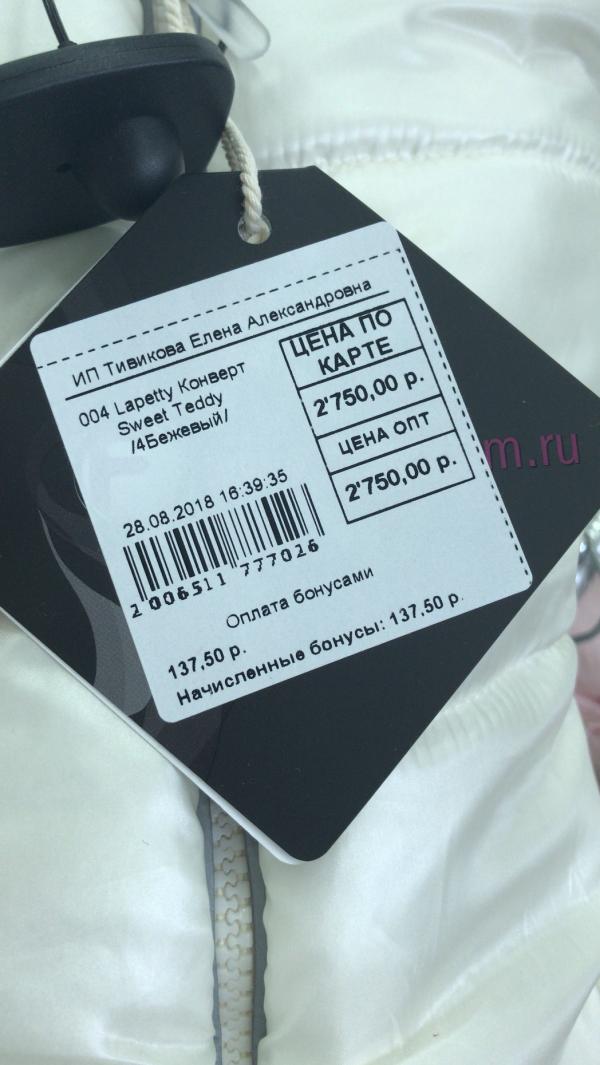 ИП Тивикова Елена Александровна
004 Lapetty Конверт
Sweet Teddy
/4Бежевый/
ЦЕНА ПО
КАРТЕ
2'750,00 р.
ЦЕНА ОПТ
2'750,00 р.
28.08.2018 16:39:35
2 006511 777026
Оплата бонусами
137,50 р.
Начисленные бонусы: 137,50 р.
m.ru